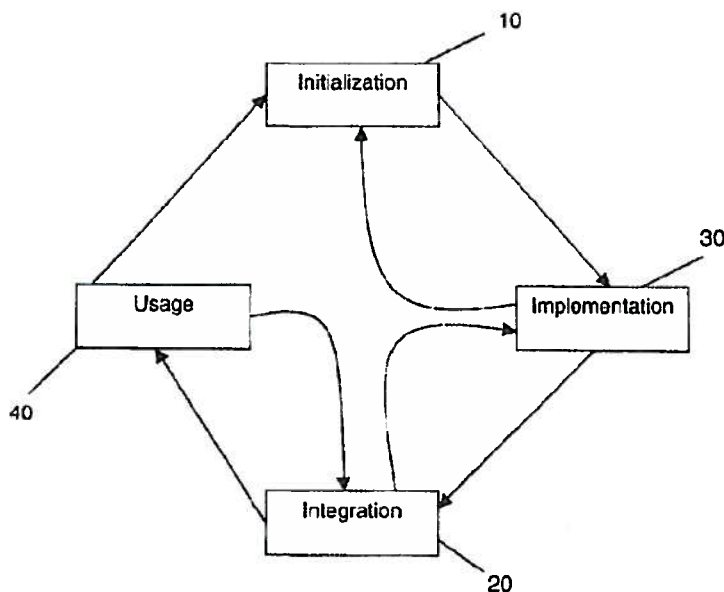 10
Initialization
30
Implomentation
Usage
40
Integration
20